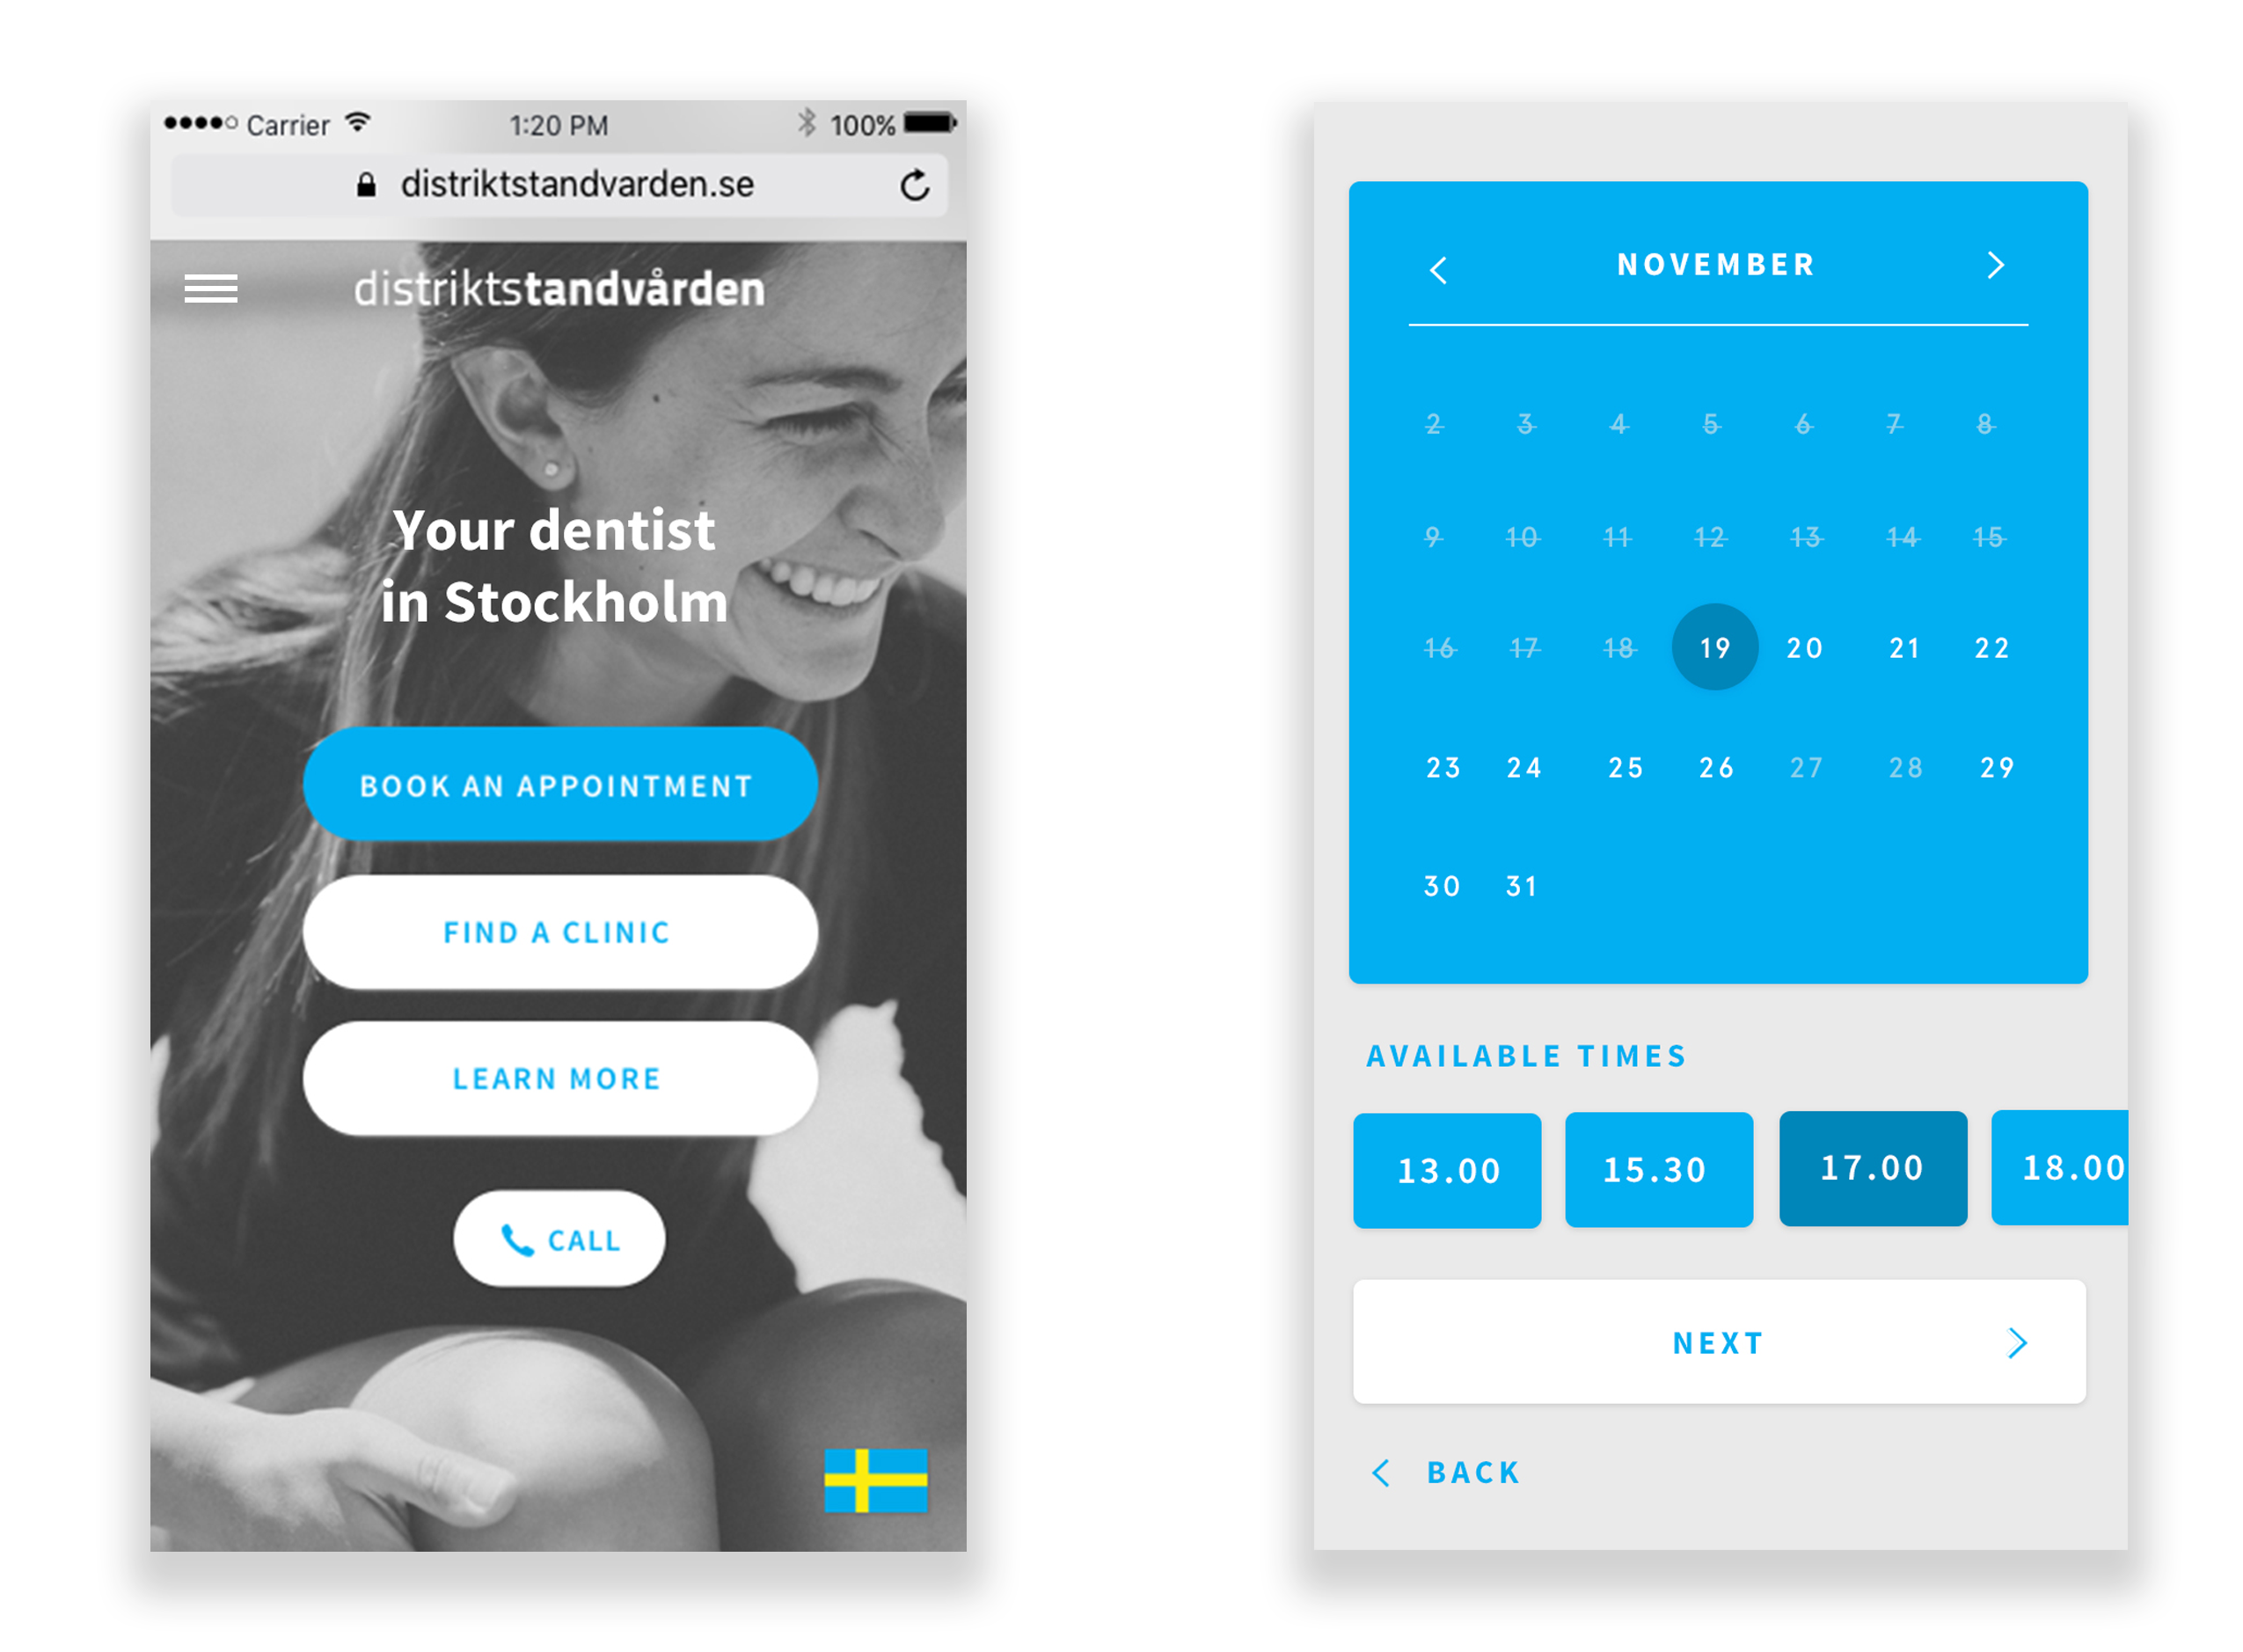 Carrier 1:20 PM 100%
distriktstandvarden.se
distriktstandvården
Your dentist
in Stockholm
BOOK AN APPOINTMENT
FIND A CLINIC
LEARN MORE
CALL
NOVEMBER
2 3 4 5 6 7 8
9 10 11 12 13 14 15
16 17 18 19 20 21 22
23 24 25 26 27 28 29
30 31
AVAILABLE TIMES
13.00 15.30 17.00 18.00
NEXT
BACK